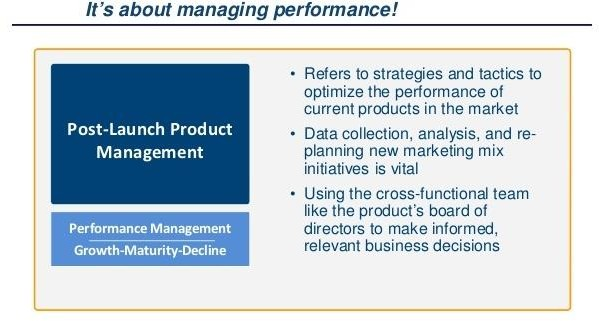 It's about managing performance!
Post-Launch Product
Management
Performance Management
Growth-Maturity-Decline
• Refers to strategies and tactics to
optimize the performance of
current products in the market
• Data collection, analysis, and re-
planning new marketing mix
initiatives is vital
• Using the cross-functional team
like the product's board of
directors to make informed,
relevant business decisions